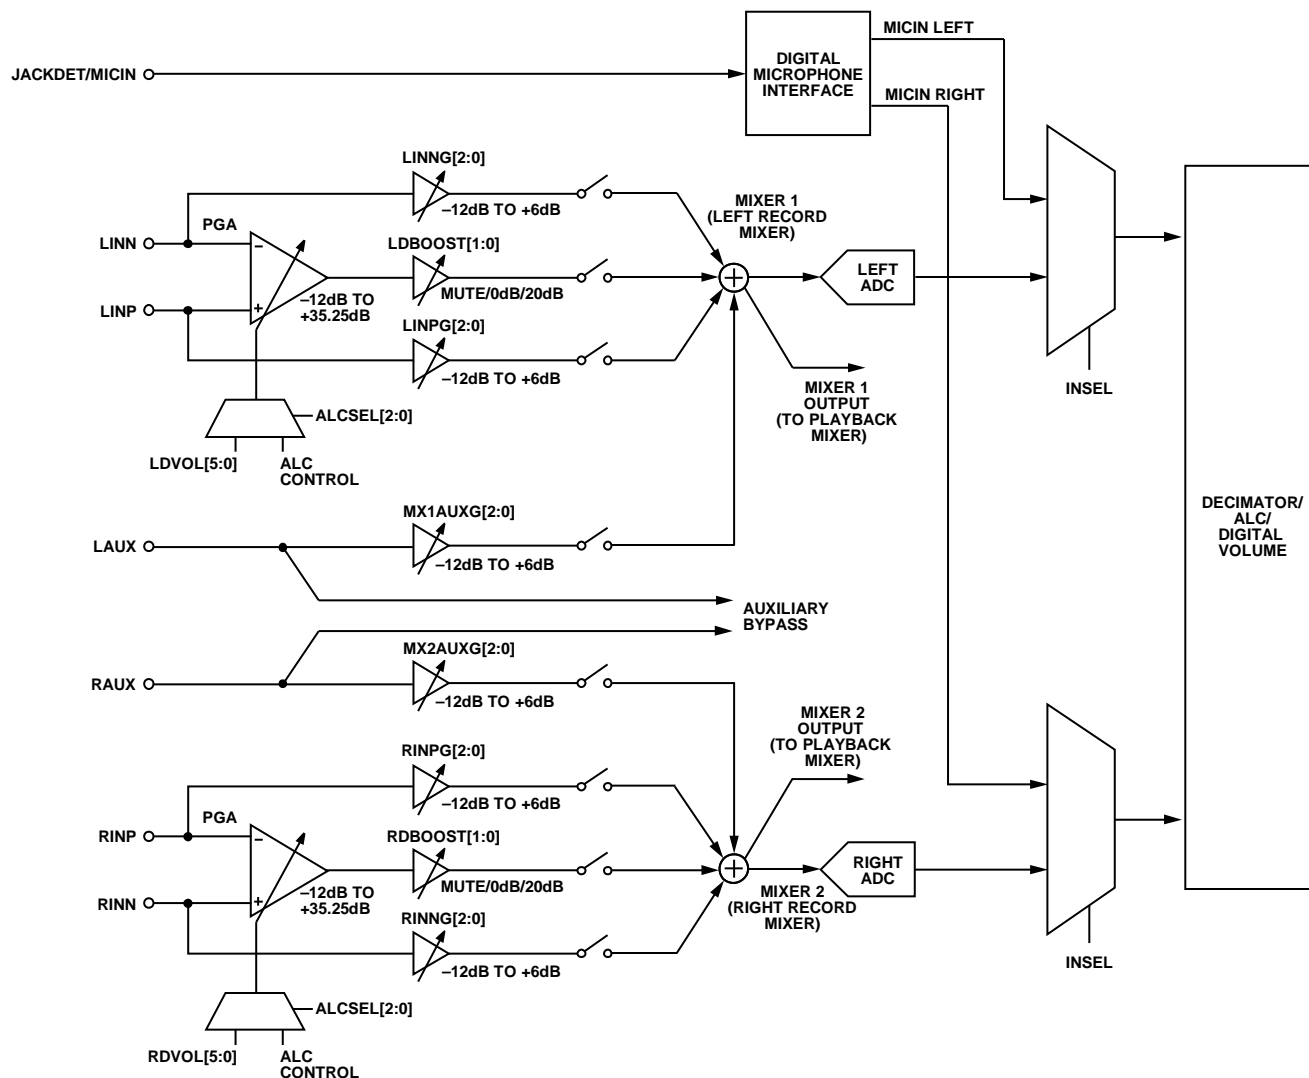 MICIN LEFT
JACKDET/MICIN
DIGITAL
MICROPHONE
INTERFACE
MICIN RIGHT
LINNG[2:0]
–12dB TO +6dB
PGA
LINN
LINP
–
+
–12dB TO
+35.25dB
LDBOOST[1:0]
MUTE/0dB/20dB
LINPG[2:0]
–12dB TO +6dB
MIXER 1
(LEFT RECORD
MIXER)
+
LEFT
ADC
MIXER 1
OUTPUT
(TO PLAYBACK
MIXER)
INSEL
ALCSEL[2:0]
LDVOL[5:0]
ALC
CONTROL
DECIMATOR/
ALC/
DIGITAL
VOLUME
MX1AUXG[2:0]
LAUX
–12dB TO +6dB
AUXILIARY
BYPASS
MX2AUXG[2:0]
RAUX
–12dB TO +6dB
MIXER 2
OUTPUT
(TO PLAYBACK
MIXER)
RINPG[2:0]
–12dB TO +6dB
PGA
RINP
RINN
–
+
–12dB TO
+35.25dB
RDBOOST[1:0]
MUTE/0dB/20dB
RINNG[2:0]
–12dB TO +6dB
+
MIXER 2
(RIGHT RECORD
MIXER)
RIGHT
ADC
INSEL
ALCSEL[2:0]
RDVOL[5:0]
ALC
CONTROL